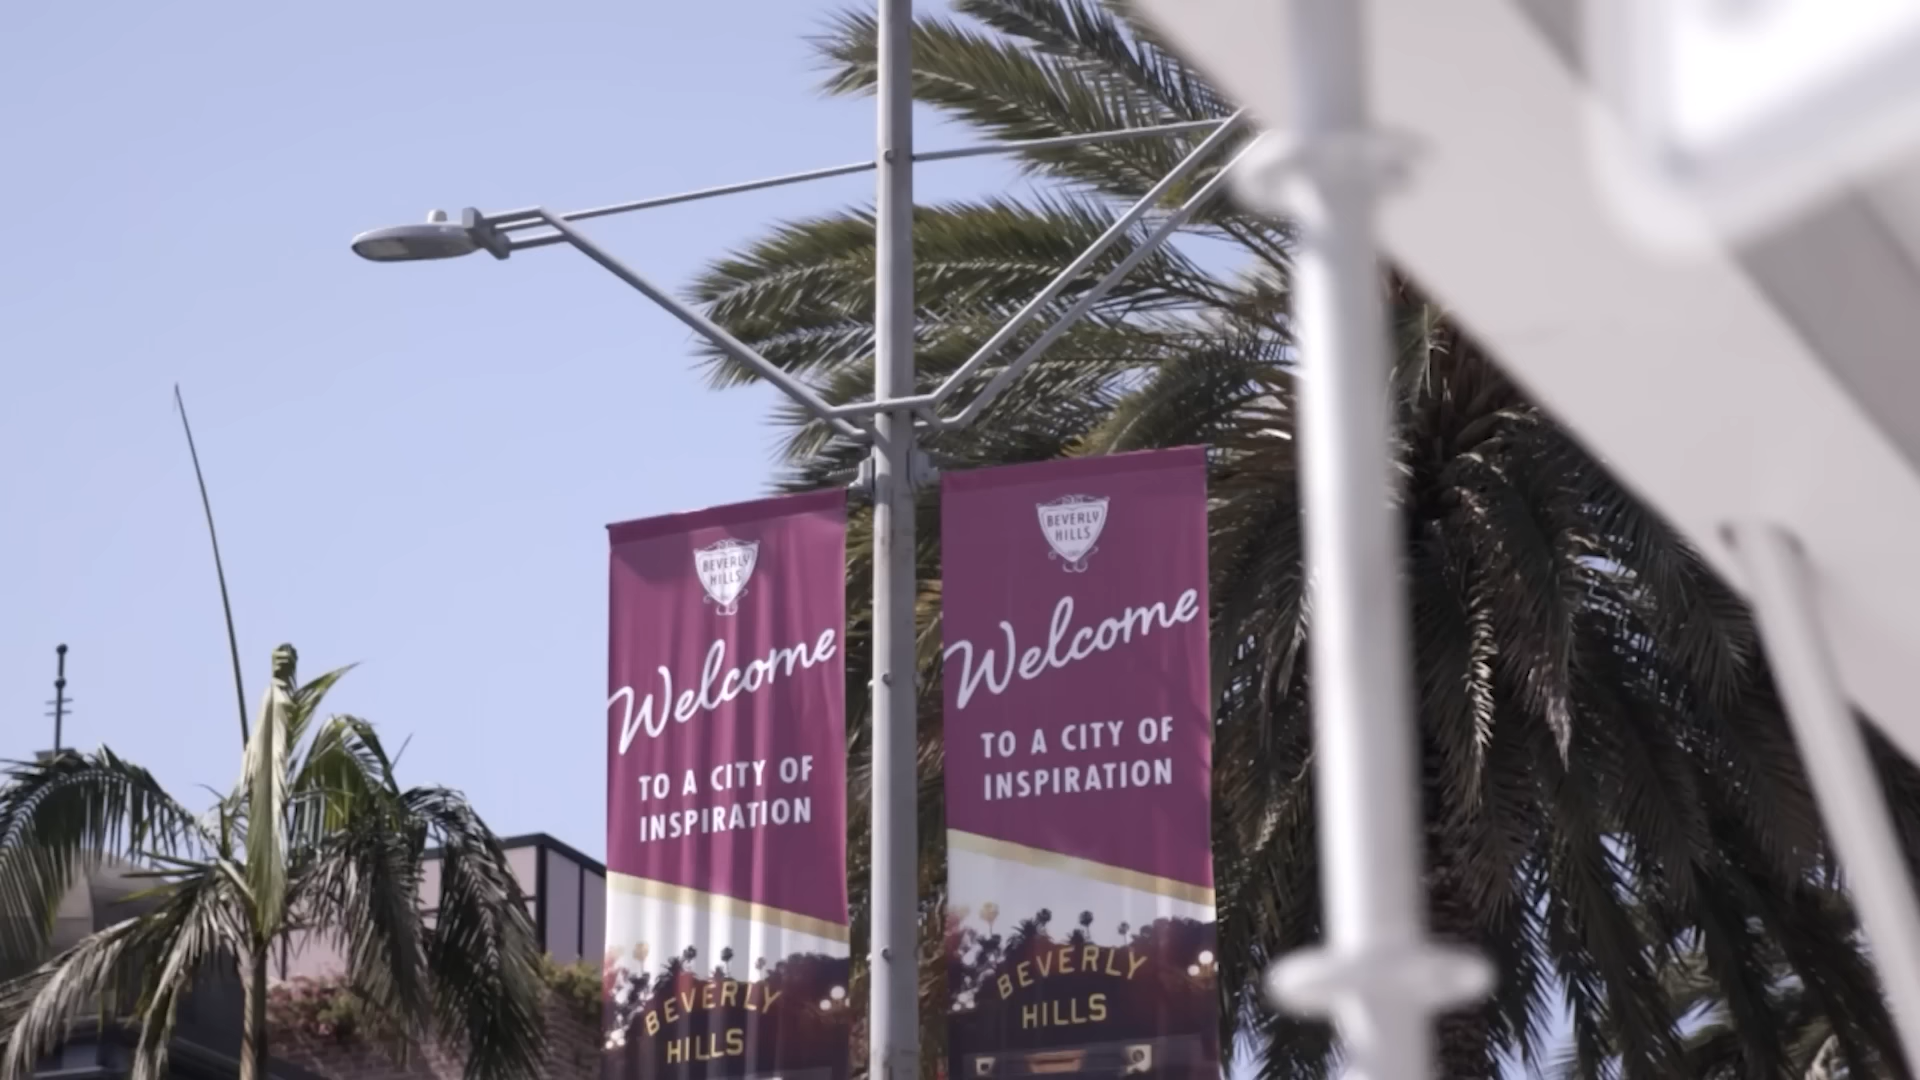 BEVERLY
HILLS
Welcome
TO A CITY OF
INSPIRATION
BEVERLY
HILLS
BEVERLY
HILLS
Welcome
TO A CITY OF
INSPIRATION
BEVERLY
HILLS